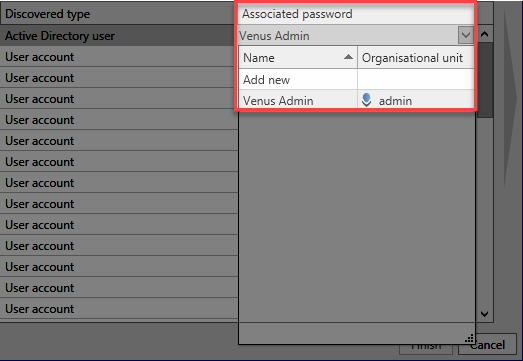 Discovered type Associated password
Active Directory user Venus Admin
User account Name Organisational unit
User account Add new
User account Venus Admin admin
User account
User account
User account
User account
User account
User account
User account
User account
User account
User account
Finish Cancel